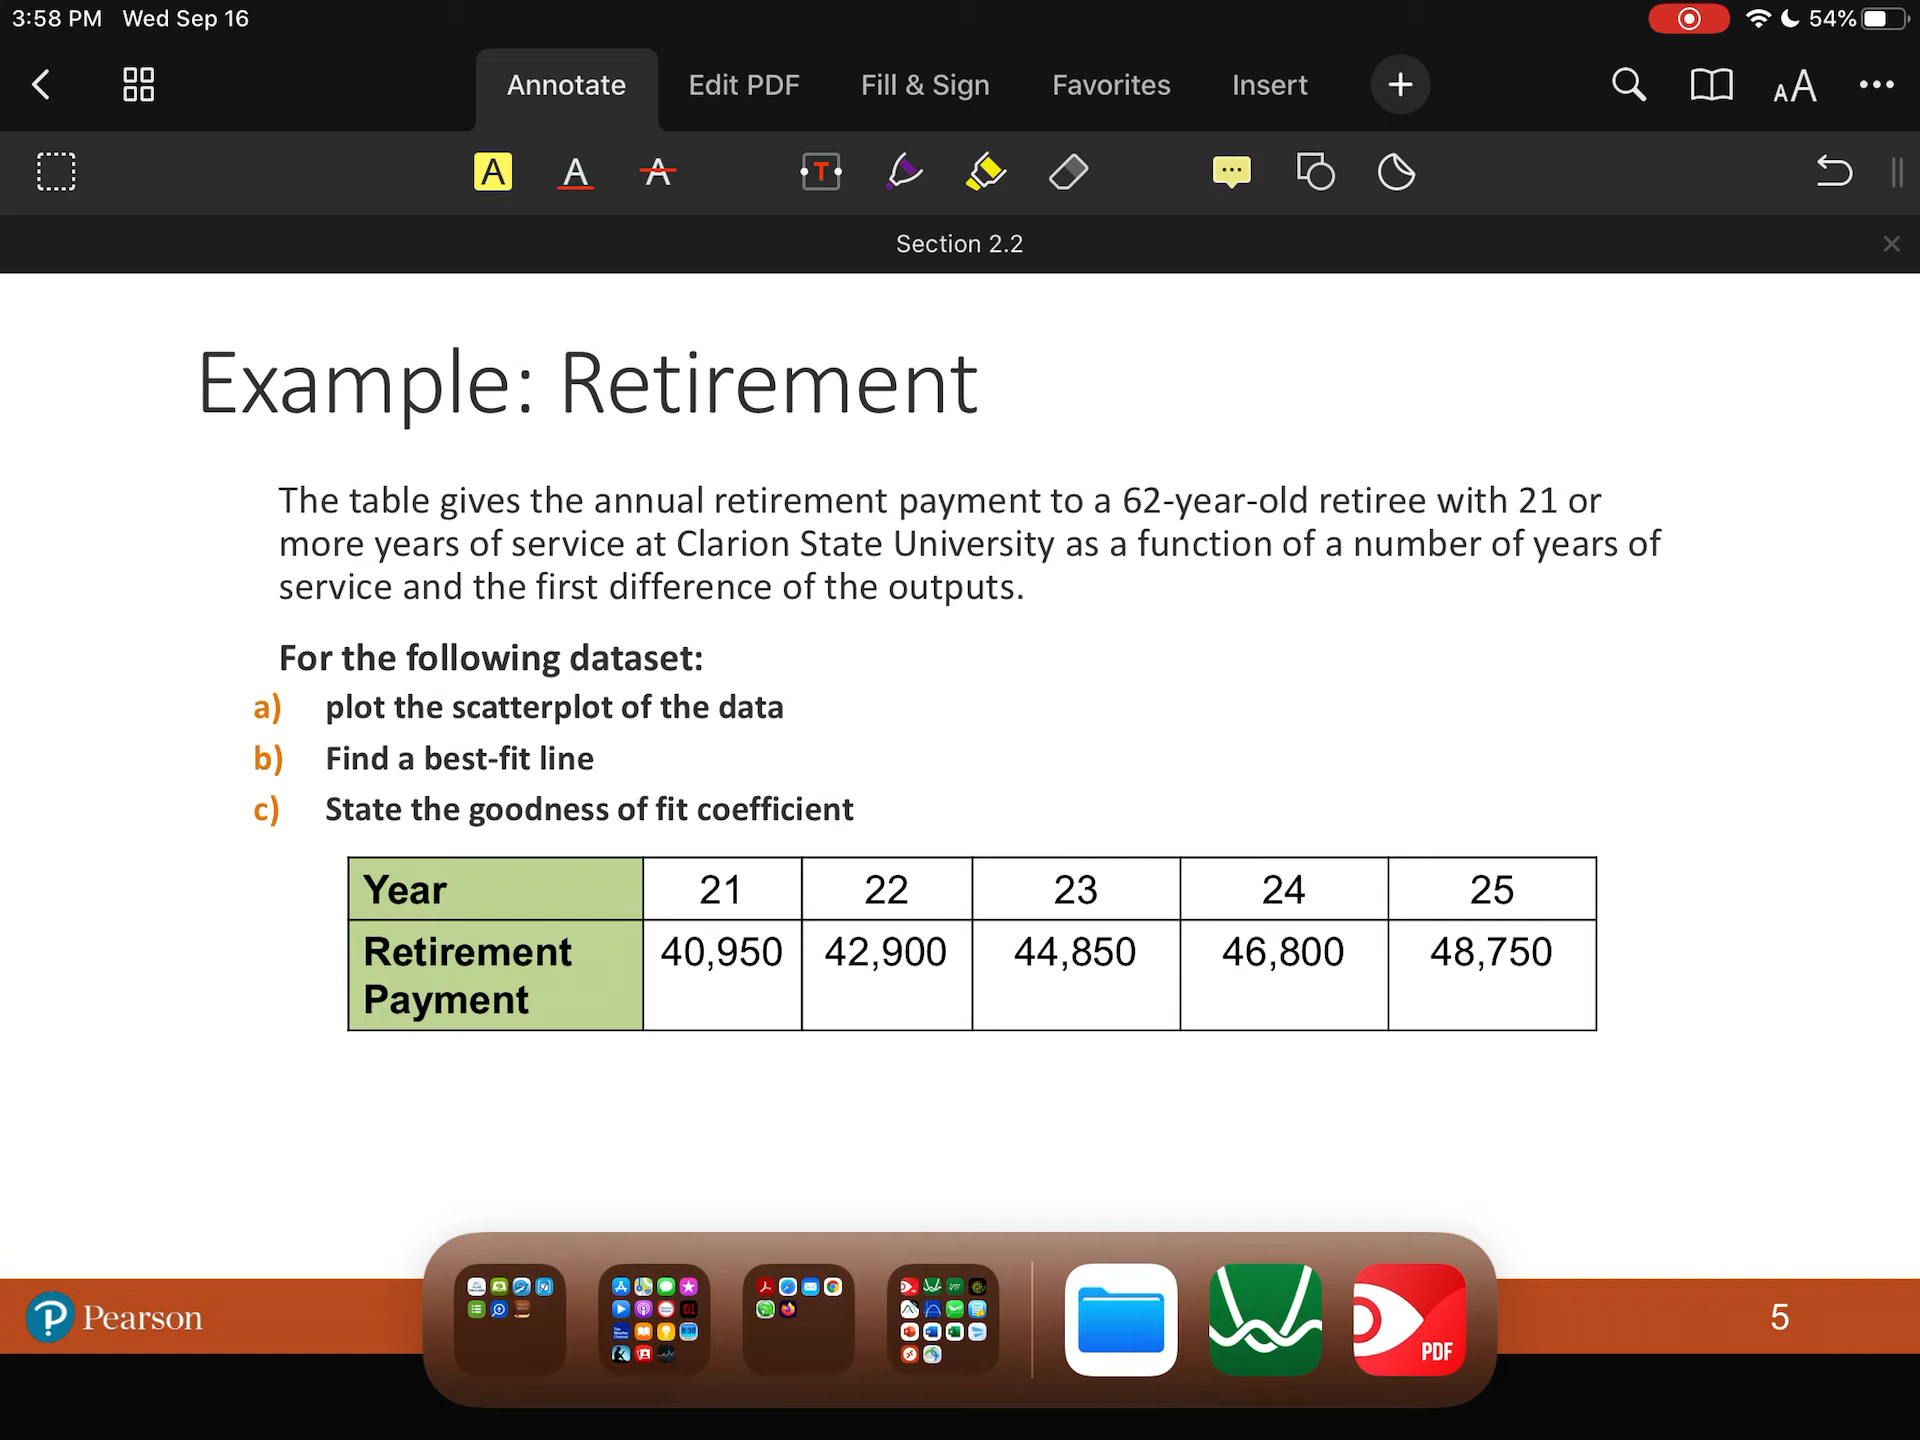 3:58 PM Wed Sep 16
54%
Annotate Edit PDF Fill & Sign Favorites Insert
AA
A A A T
Section 2.2
Example: Retirement
The table gives the annual retirement payment to a 62-year-old retiree with 21 or
more years of service at Clarion State University as a function of a number of years of
service and the first difference of the outputs.
For the following dataset:
a) plot the scatterplot of the data
b) Find a best-fit line
c) State the goodness of fit coefficient
Year 21 22 23 24 25
Retirement Payment 40,950 42,900 44,850 46,800 48,750
P Pearson
PDF
5